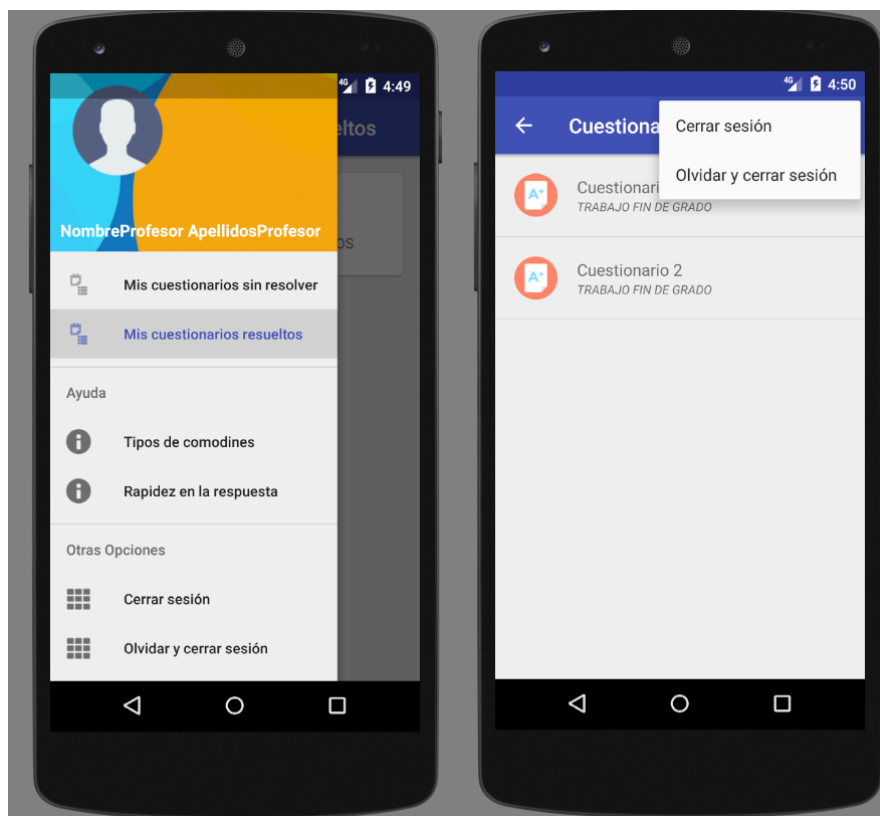 4G 4:49
eltos
os
NombreProfesor ApellidosProfesor
Mis cuestionarios sin resolver
Mis cuestionarios resueltos
Ayuda
Tipos de comodines
Rapidez en la respuesta
Otras Opciones
Cerrar sesión
Olvidar y cerrar sesión
4G 4:50
Cuestiona
Cerrar sesión
Olvidar y cerrar sesión
A+ Cuestionari
TRABAJO FIN DE GRADO
A+ Cuestionario 2
TRABAJO FIN DE GRADO